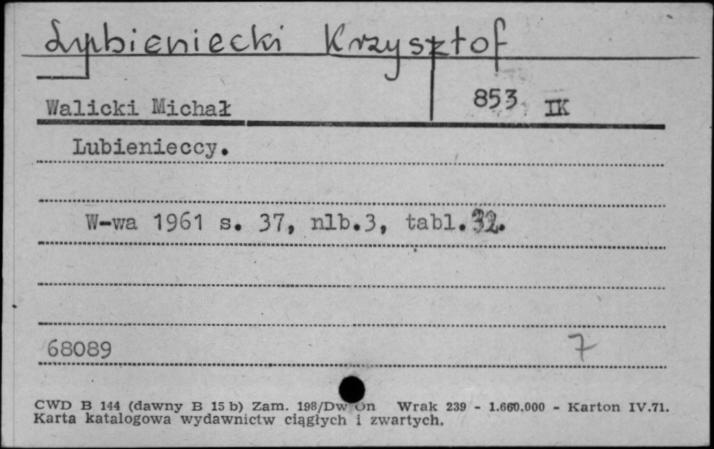 Lubieniecki Krzysztof
Walicki Michał 853 IK
Lubienieccy.
W-wa 1961 s. 37, nlb.3, tabl.32.
68089 7
CWD B 144 (dawny B 15 b) Zam. 198/Dw On Wrak 239 - 1.660.000 - Karton IV.71.
Karta katalogowa wydawnictw ciągłych i zwartych.